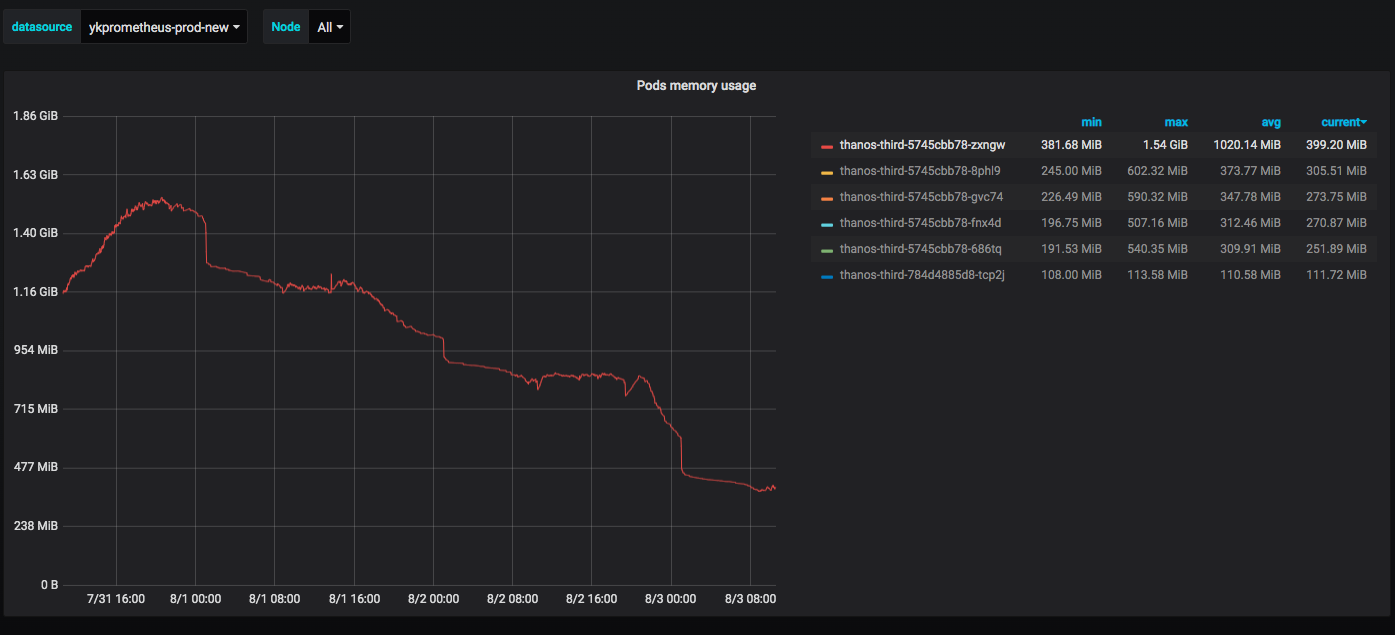 datasource ykprometheus-prod-new Node All
Pods memory usage
1.86 GiB
1.63 GiB
1.40 GiB
1.16 GiB
954 MiB
715 MiB
477 MiB
238 MiB
0 B
7/31 16:00 8/1 00:00 8/1 08:00 8/1 16:00 8/2 00:00 8/2 08:00 8/2 16:00 8/3 00:00 8/3 08:00
min max avg current
thanos-third-5745cbb78-zxngw 381.68 MiB 1.54 GiB 1020.14 MiB 399.20 MiB
thanos-third-5745cbb78-8phl9 245.00 MiB 602.32 MiB 373.77 MiB 305.51 MiB
thanos-third-5745cbb78-gvc74 226.49 MiB 590.32 MiB 347.78 MiB 273.75 MiB
thanos-third-5745cbb78-fnx4d 196.75 MiB 507.16 MiB 312.46 MiB 270.87 MiB
thanos-third-5745cbb78-686tq 191.53 MiB 540.35 MiB 309.91 MiB 251.89 MiB
thanos-third-784d4885d8-tcp2j 108.00 MiB 113.58 MiB 110.58 MiB 111.72 MiB